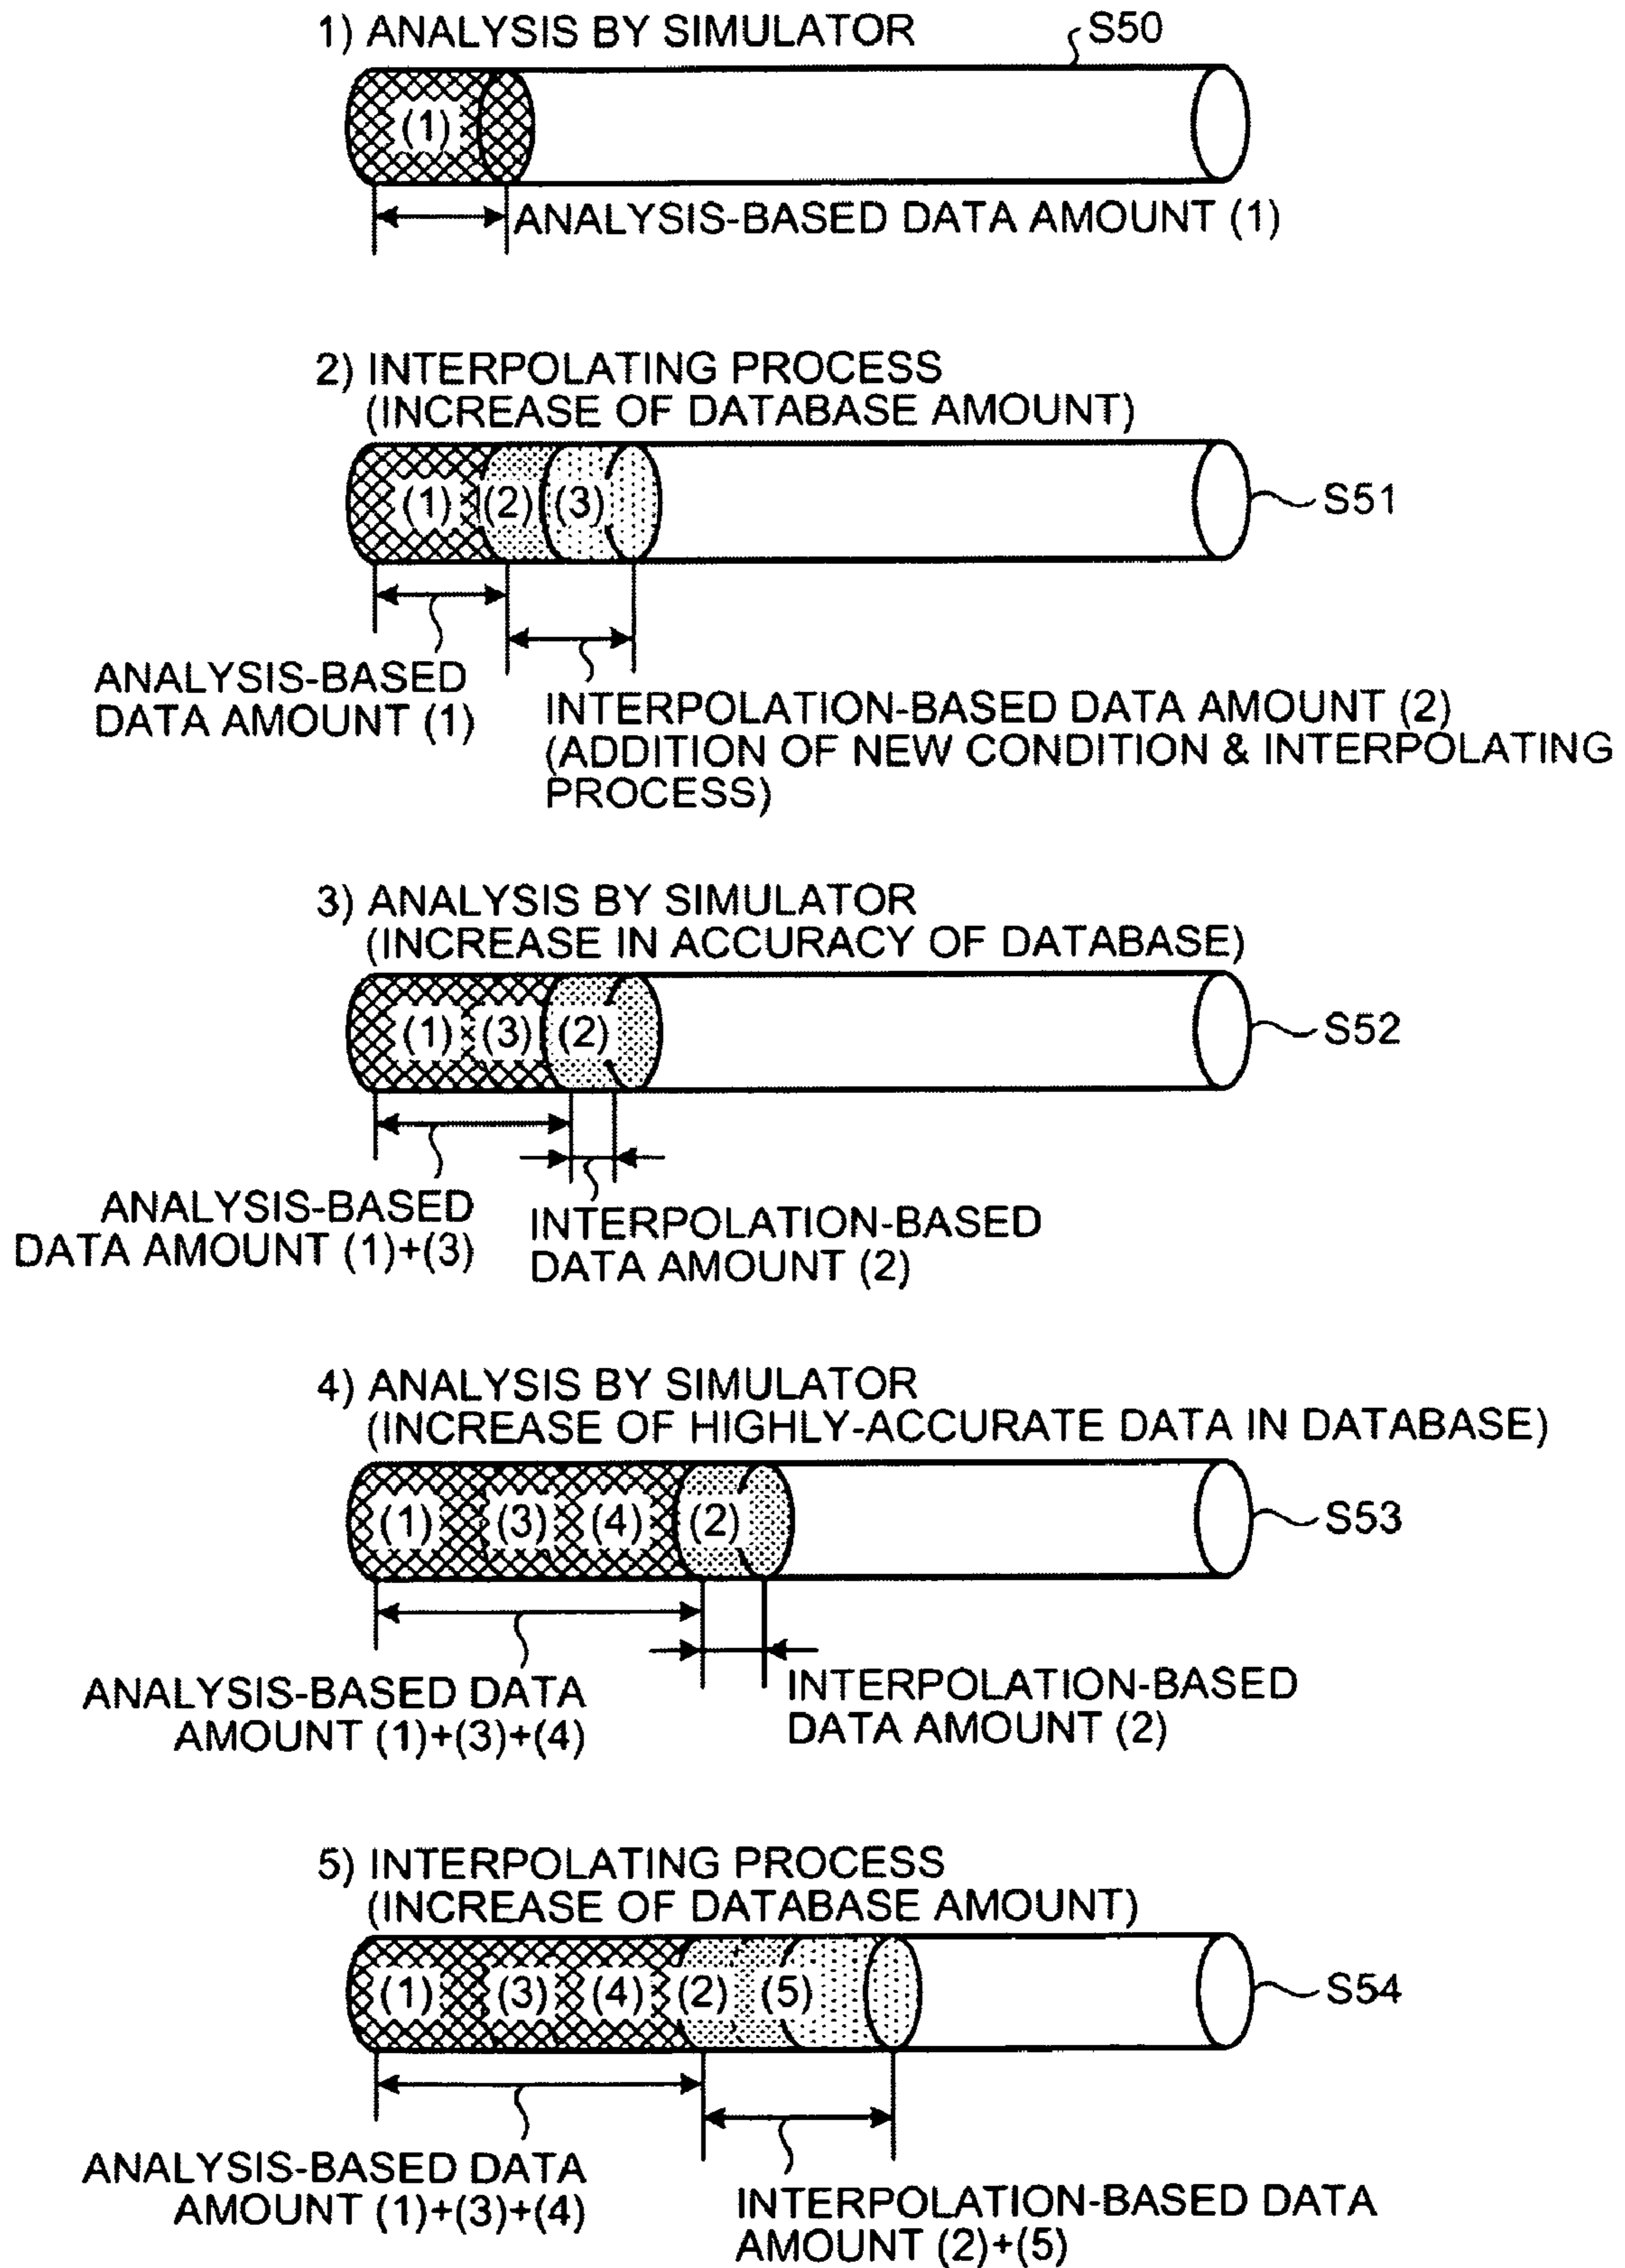 1) ANALYSIS BY SIMULATOR
S50
(1)
ANALYSIS-BASED DATA AMOUNT (1)
2) INTERPOLATING PROCESS
(INCREASE OF DATABASE AMOUNT)
(1) (2) (3)
S51
ANALYSIS-BASED
DATA AMOUNT (1)
INTERPOLATION-BASED DATA AMOUNT (2)
(ADDITION OF NEW CONDITION & INTERPOLATING
PROCESS)
3) ANALYSIS BY SIMULATOR
(INCREASE IN ACCURACY OF DATABASE)
(1) (3) (2)
S52
ANALYSIS-BASED
DATA AMOUNT (1)+(3)
INTERPOLATION-BASED
DATA AMOUNT (2)
4) ANALYSIS BY SIMULATOR
(INCREASE OF HIGHLY-ACCURATE DATA IN DATABASE)
(1) (3) (4) (2)
S53
ANALYSIS-BASED DATA
AMOUNT (1)+(3)+(4)
INTERPOLATION-BASED
DATA AMOUNT (2)
5) INTERPOLATING PROCESS
(INCREASE OF DATABASE AMOUNT)
(1) (3) (4) (2) (5)
S54
ANALYSIS-BASED DATA
AMOUNT (1)+(3)+(4)
INTERPOLATION-BASED DATA
AMOUNT (2)+(5)